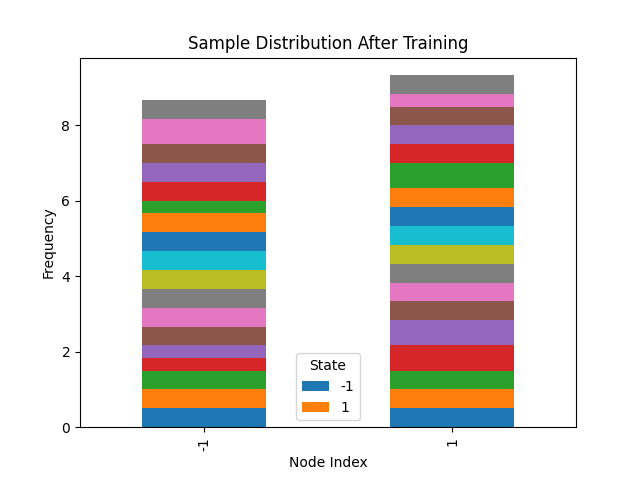 Sample Distribution After Training
Frequency
8
6
4
2
0
State
-1
1
-1
1
Node Index